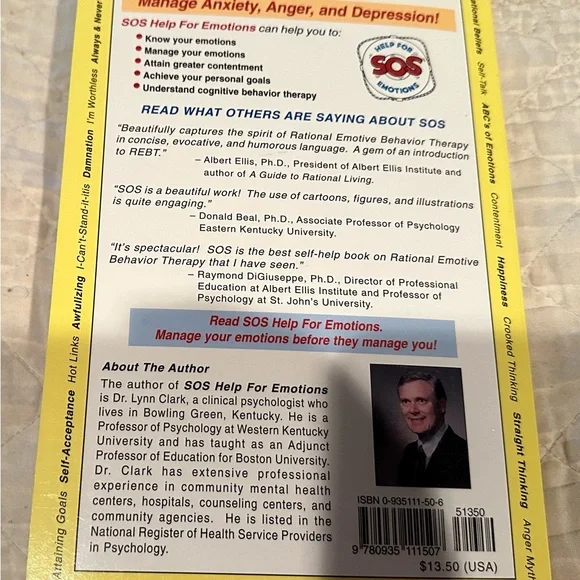 Manage Anxiety, Anger, and Depression!
SOS Help For Emotions can help you to:
Know your emotions
Manage your emotions
Attain greater contentment
Achieve your personal goals
Understand cognitive behavior therapy
HELP FOR
SOS
EMOTIONS
READ WHAT OTHERS ARE SAYING ABOUT SOS
"Beautifully captures the spirit of Rational Emotive Behavior Therapy
in concise, evocative, and humorous language. A gem of an introduction
to REBT."
– Albert Ellis, Ph.D., President of Albert Ellis Institute and
author of A Guide to Rational Living.
"SOS is a beautiful work! The use of cartoons, figures, and illustrations
is quite engaging."
– Donald Beal, Ph.D., Associate Professor of Psychology
Eastern Kentucky University.
"It's spectacular! SOS is the best self-help book on Rational Emotive
Behavior Therapy that I have seen."
– Raymond DiGiuseppe, Ph.D., Director of Professional
Education at Albert Ellis Institute and Professor of
Psychology at St. John's University.
Read SOS Help For Emotions.
Manage your emotions before they manage you!
About The Author
The author of SOS Help For Emotions
is Dr. Lynn Clark, a clinical psychologist who
lives in Bowling Green, Kentucky. He is a
Professor of Psychology at Western Kentucky
University and has taught as an Adjunct
Professor of Education for Boston University.
Dr. Clark has extensive professional
experience in community mental health
centers, hospitals, counseling centers, and
community agencies. He is listed in the
National Register of Health Service Providers
in Psychology.
ISBN 0-935111-50-6
51350
9 780935 111507
$13.50 (USA)
Attaining Goals Self-Acceptance Hot Links Awfulizing I-Can't-Stand-it-itis Damnation I'm Worthless Always & Never
Beliefs Self-Talk ABC's of Emotions Contentment Happiness Crooked Thinking Straight Thinking Anger